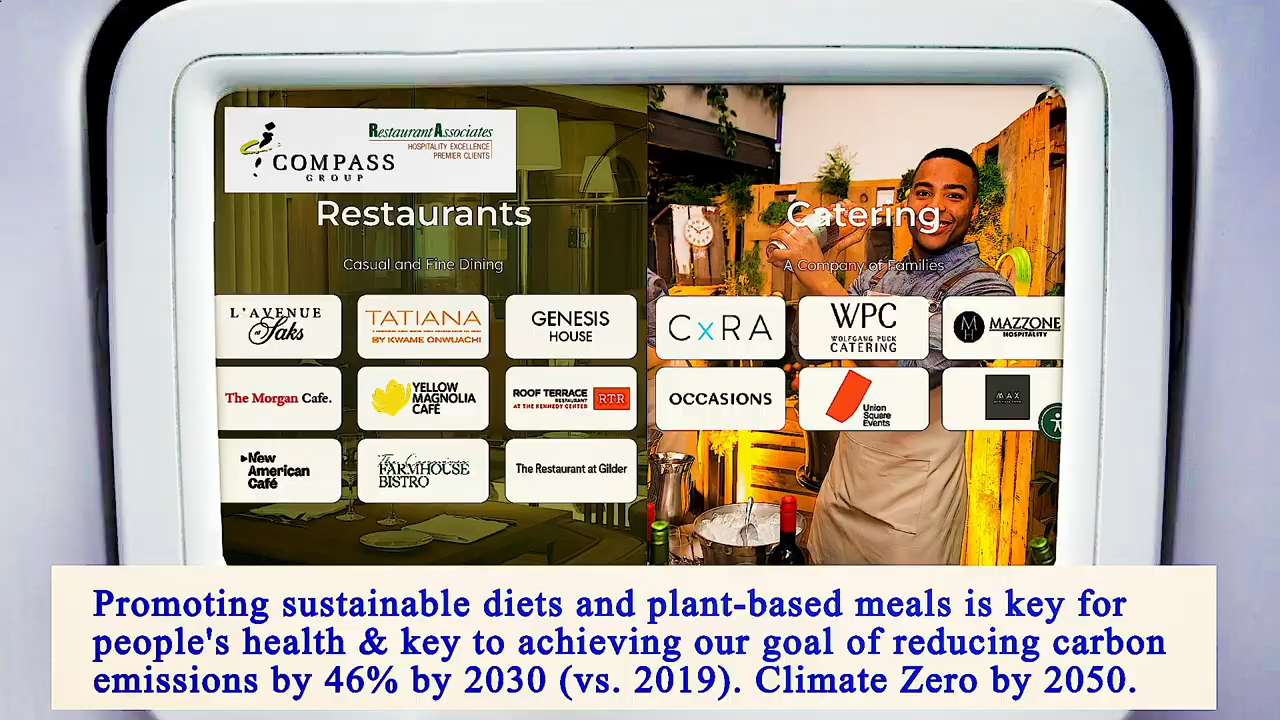 COMPASS
GROUP
Restaurant Associates
HOSPITALITY EXCELLENCE
PREMIER CLIENTS
Restaurants
Casual and Fine Dining
L'AVENUE
at
Saks
TATIANA
BY KWAME ONWUACHI
GENESIS
HOUSE
The Morgan Cafe.
YELLOW
MAGNOLIA
CAFÉ
ROOF TERRACE
RESTAURANT
AT THE KENNEDY CENTER
RTR
New
American
Café
FARMHOUSE
BISTRO
The Restaurant at Gilder
Catering
A Company of Families
CxRA
WPC
WOLFGANG PUCK
CATERING
MH
MAZZONE
HOSPITALITY
OCCASIONS
Union
Square
Events
MAX
Promoting sustainable diets and plant-based meals is key for
people's health & key to achieving our goal of reducing carbon
emissions by 46% by 2030 (vs. 2019). Climate Zero by 2050.